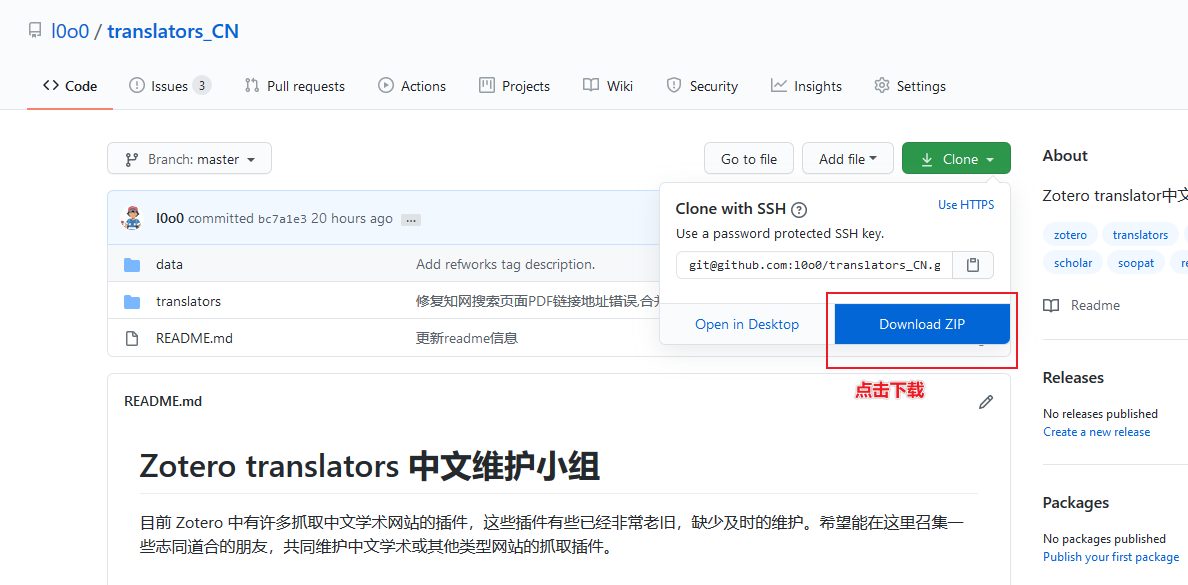 l0o0 / translators_CN
Code
Issues 3
Pull requests
Actions
Projects
Wiki
Security
Insights
Settings
Branch: master
Go to file
Add file
Clone
l0o0 committed bc7a1e3 20 hours ago ...
data
Add refworks tag description.
translators
修复知网搜索页面PDF链接地址错误,合并
README.md
更新readme信息
Clone with SSH ?
Use HTTPS
Use a password protected SSH key.
git@github.com:l0o0/translators_CN.g
Open in Desktop
Download ZIP
点击下载
README.md
Zotero translators 中文维护小组
目前 Zotero 中有许多抓取中文学术网站的插件，这些插件有些已经非常老旧，缺少及时的维护。希望能在这里召集一
些志同道合的朋友，共同维护中文学术或其他类型网站的抓取插件。
About
Zotero translator中文
zotero
translators
scholar
soopat
re
Readme
Releases
No releases published
Create a new release
Packages
No packages published
Publish your first package